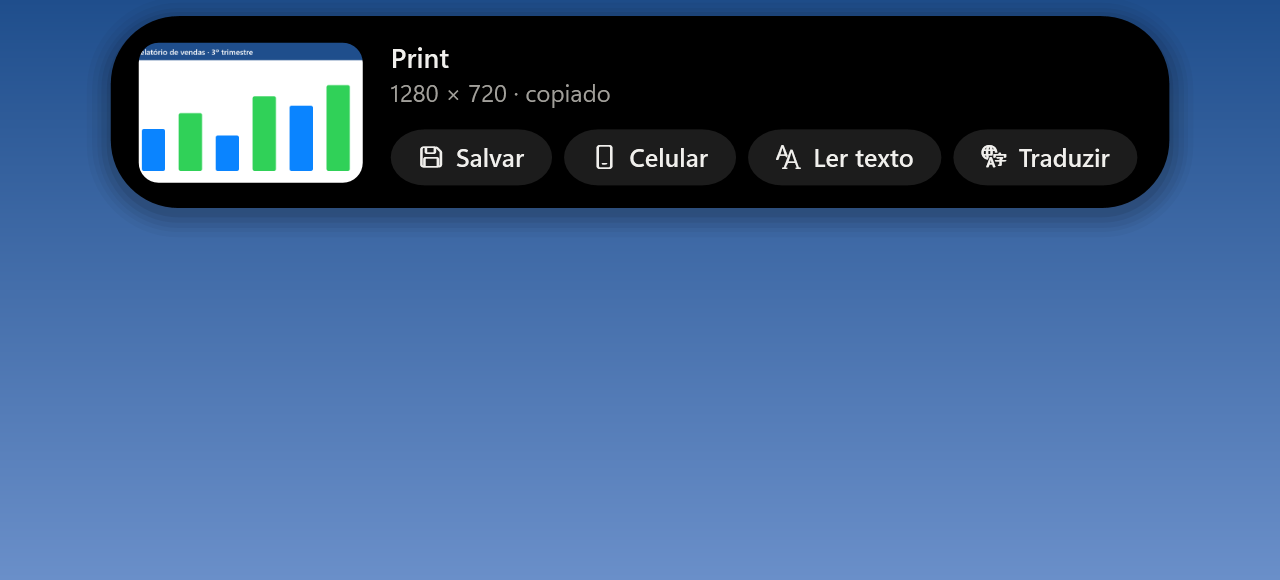 elatório de vendas · 3º trimestre
Print
1280 × 720 · copiado
Salvar
Celular
Ler texto
Traduzir